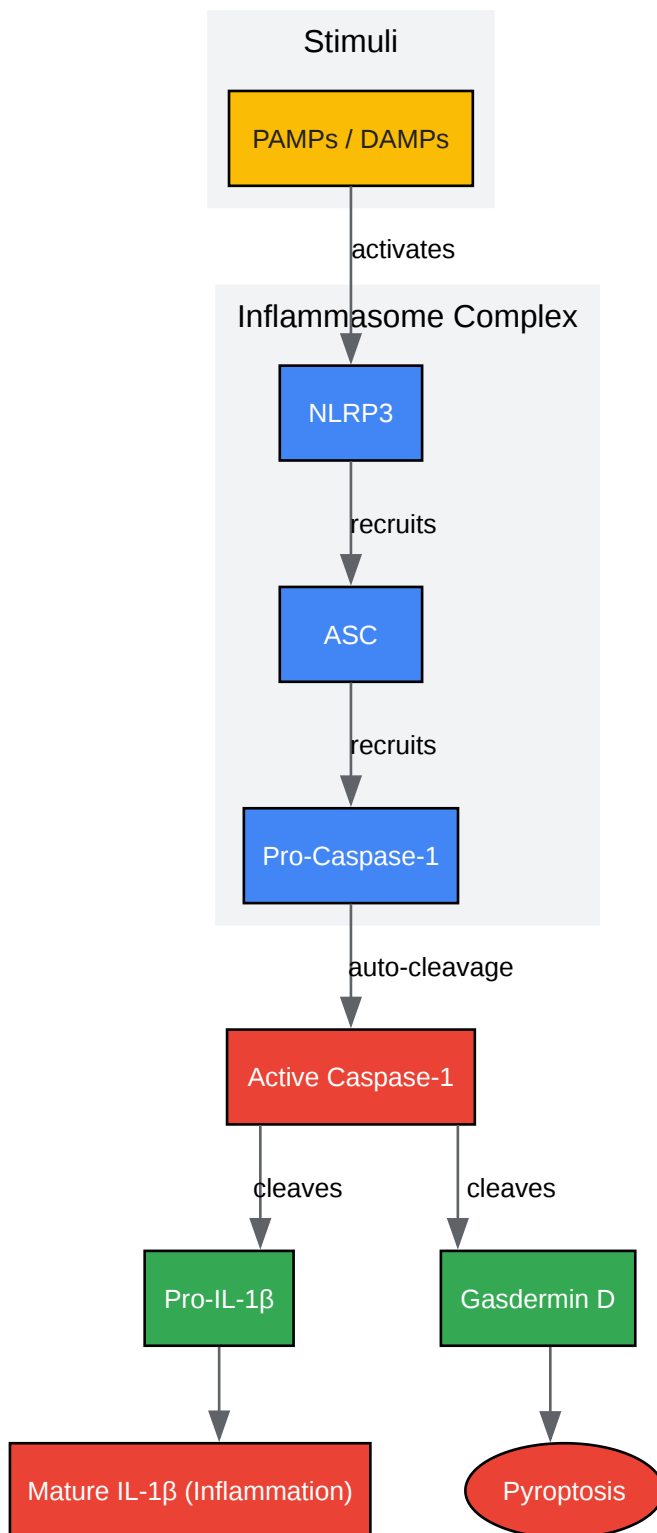 Stimuli
PAMPs / DAMPs
activates
Inflammasome Complex
NLRP3
recruits
ASC
recruits
Pro-Caspase-1
auto-cleavage
Active Caspase-1
cleaves
cleaves
Pro-IL-1β
Gasdermin D
Mature IL-1β (Inflammation)
Pyroptosis